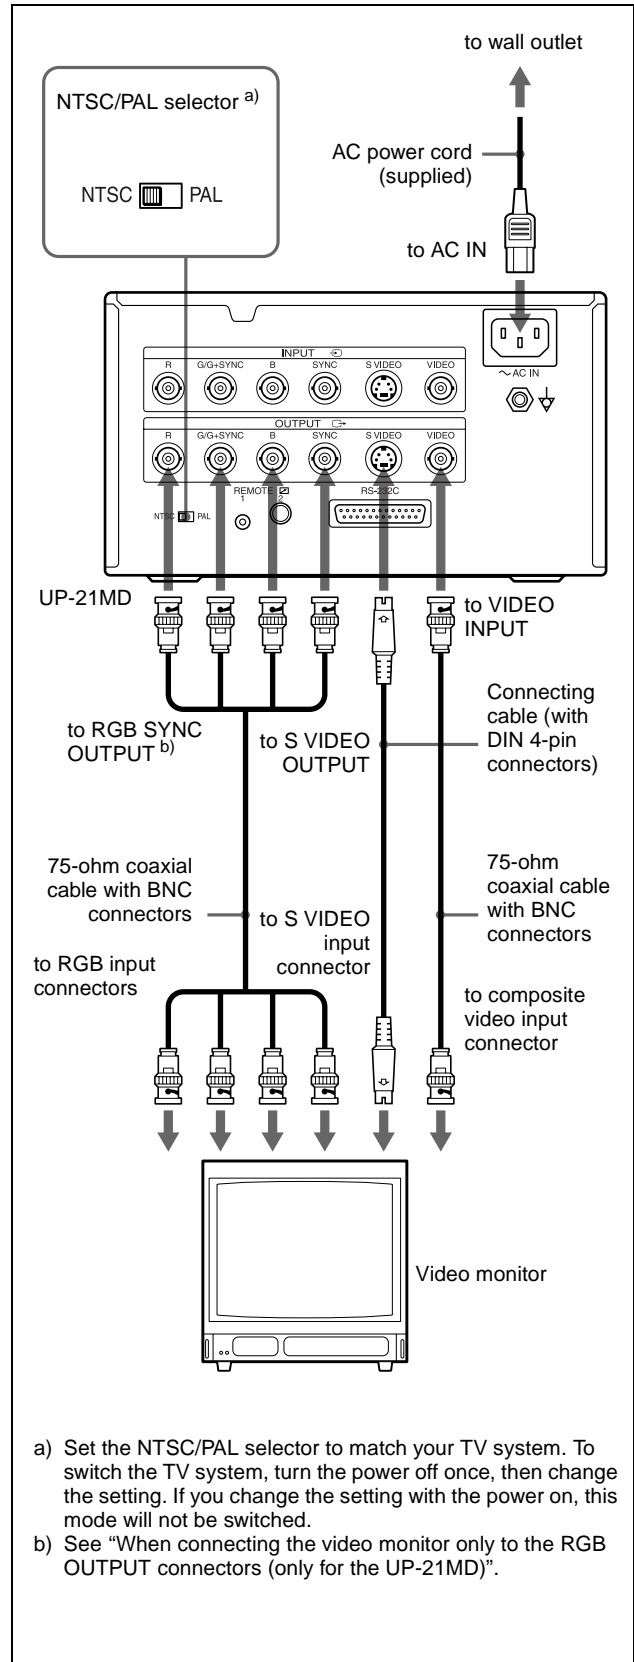 to wall outlet
NTSC/PAL selector a)
AC power cord
(supplied)
NTSC PAL
to AC IN
INPUT
R G/G+SYNC B SYNC S VIDEO VIDEO
~ AC IN
OUTPUT
R G/G+SYNC B SYNC S VIDEO VIDEO
REMOTE
1 2
RS-232C
NTSC PAL
UP-21MD
to VIDEO
INPUT
to RGB SYNC
OUTPUT b)
to S VIDEO
OUTPUT
Connecting
cable (with
DIN 4-pin
connectors)
75-ohm coaxial
cable with BNC
connectors
to S VIDEO
input
connector
75-ohm
coaxial cable
with BNC
connectors
to RGB input
connectors
to composite
video input
connector
Video monitor
a) Set the NTSC/PAL selector to match your TV system. To
switch the TV system, turn the power off once, then change
the setting. If you change the setting with the power on, this
mode will not be switched.
b) See “When connecting the video monitor only to the RGB
OUTPUT connectors (only for the UP-21MD)”.